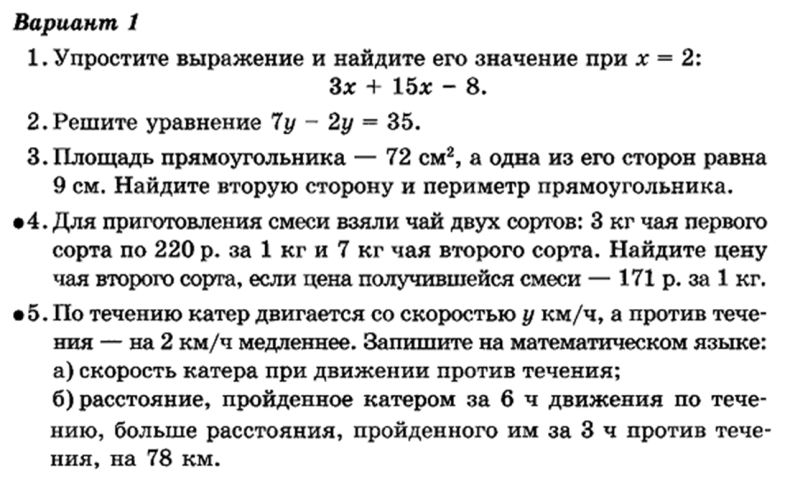 Вариант 1
1. Упростите выражение и найдите его значение при x = 2:
3x + 15x − 8.
2. Решите уравнение 7y − 2y = 35.
3. Площадь прямоугольника — 72 см², а одна из его сторон равна
9 см. Найдите вторую сторону и периметр прямоугольника.
•4. Для приготовления смеси взяли чай двух сортов: 3 кг чая первого
сорта по 220 р. за 1 кг и 7 кг чая второго сорта. Найдите цену
чая второго сорта, если цена получившейся смеси — 171 р. за 1 кг.
•5. По течению катер двигается со скоростью y км/ч, а против тече-
ния — на 2 км/ч медленнее. Запишите на математическом языке:
а) скорость катера при движении против течения;
б) расстояние, пройденное катером за 6 ч движения по тече-
нию, больше расстояния, пройденного им за 3 ч против тече-
ния, на 78 км.